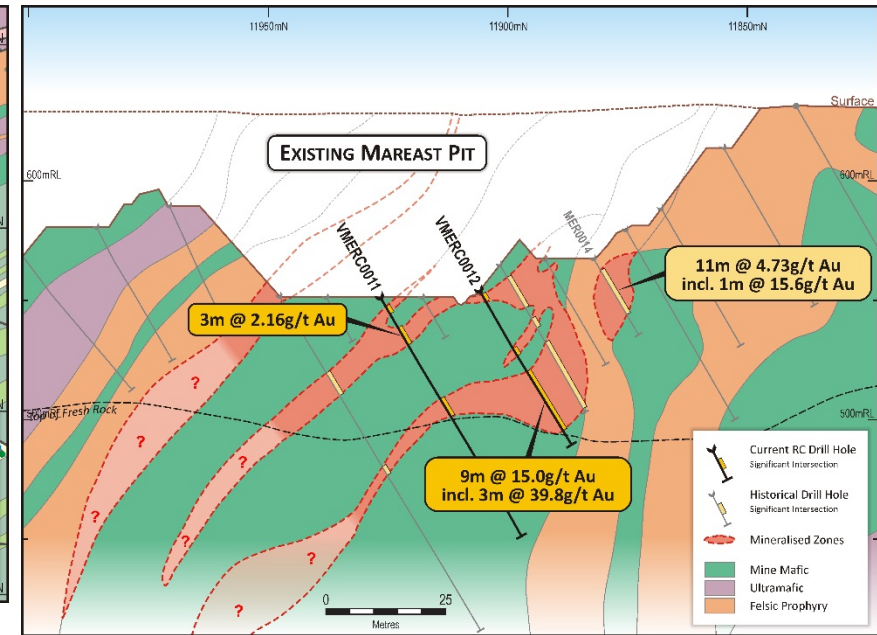 11950mN
11900mN
11850mN
Surface
EXISTING MAREAST PIT
600mRL
600mRL
VMERC0011
VMERC0012
MER0014
11m @ 4.73g/t Au
incl. 1m @ 15.6g/t Au
3m @ 2.16g/t Au
Top of Fresh Rock
500mRL
?
?
?
?
?
?
9m @ 15.0g/t Au
incl. 3m @ 39.8g/t Au
Current RC Drill Hole
Significant Intersection
Historical Drill Hole
Significant Intersection
Mineralised Zones
Mine Mafic
Ultramafic
Felsic Prophyry
0
25
Metres